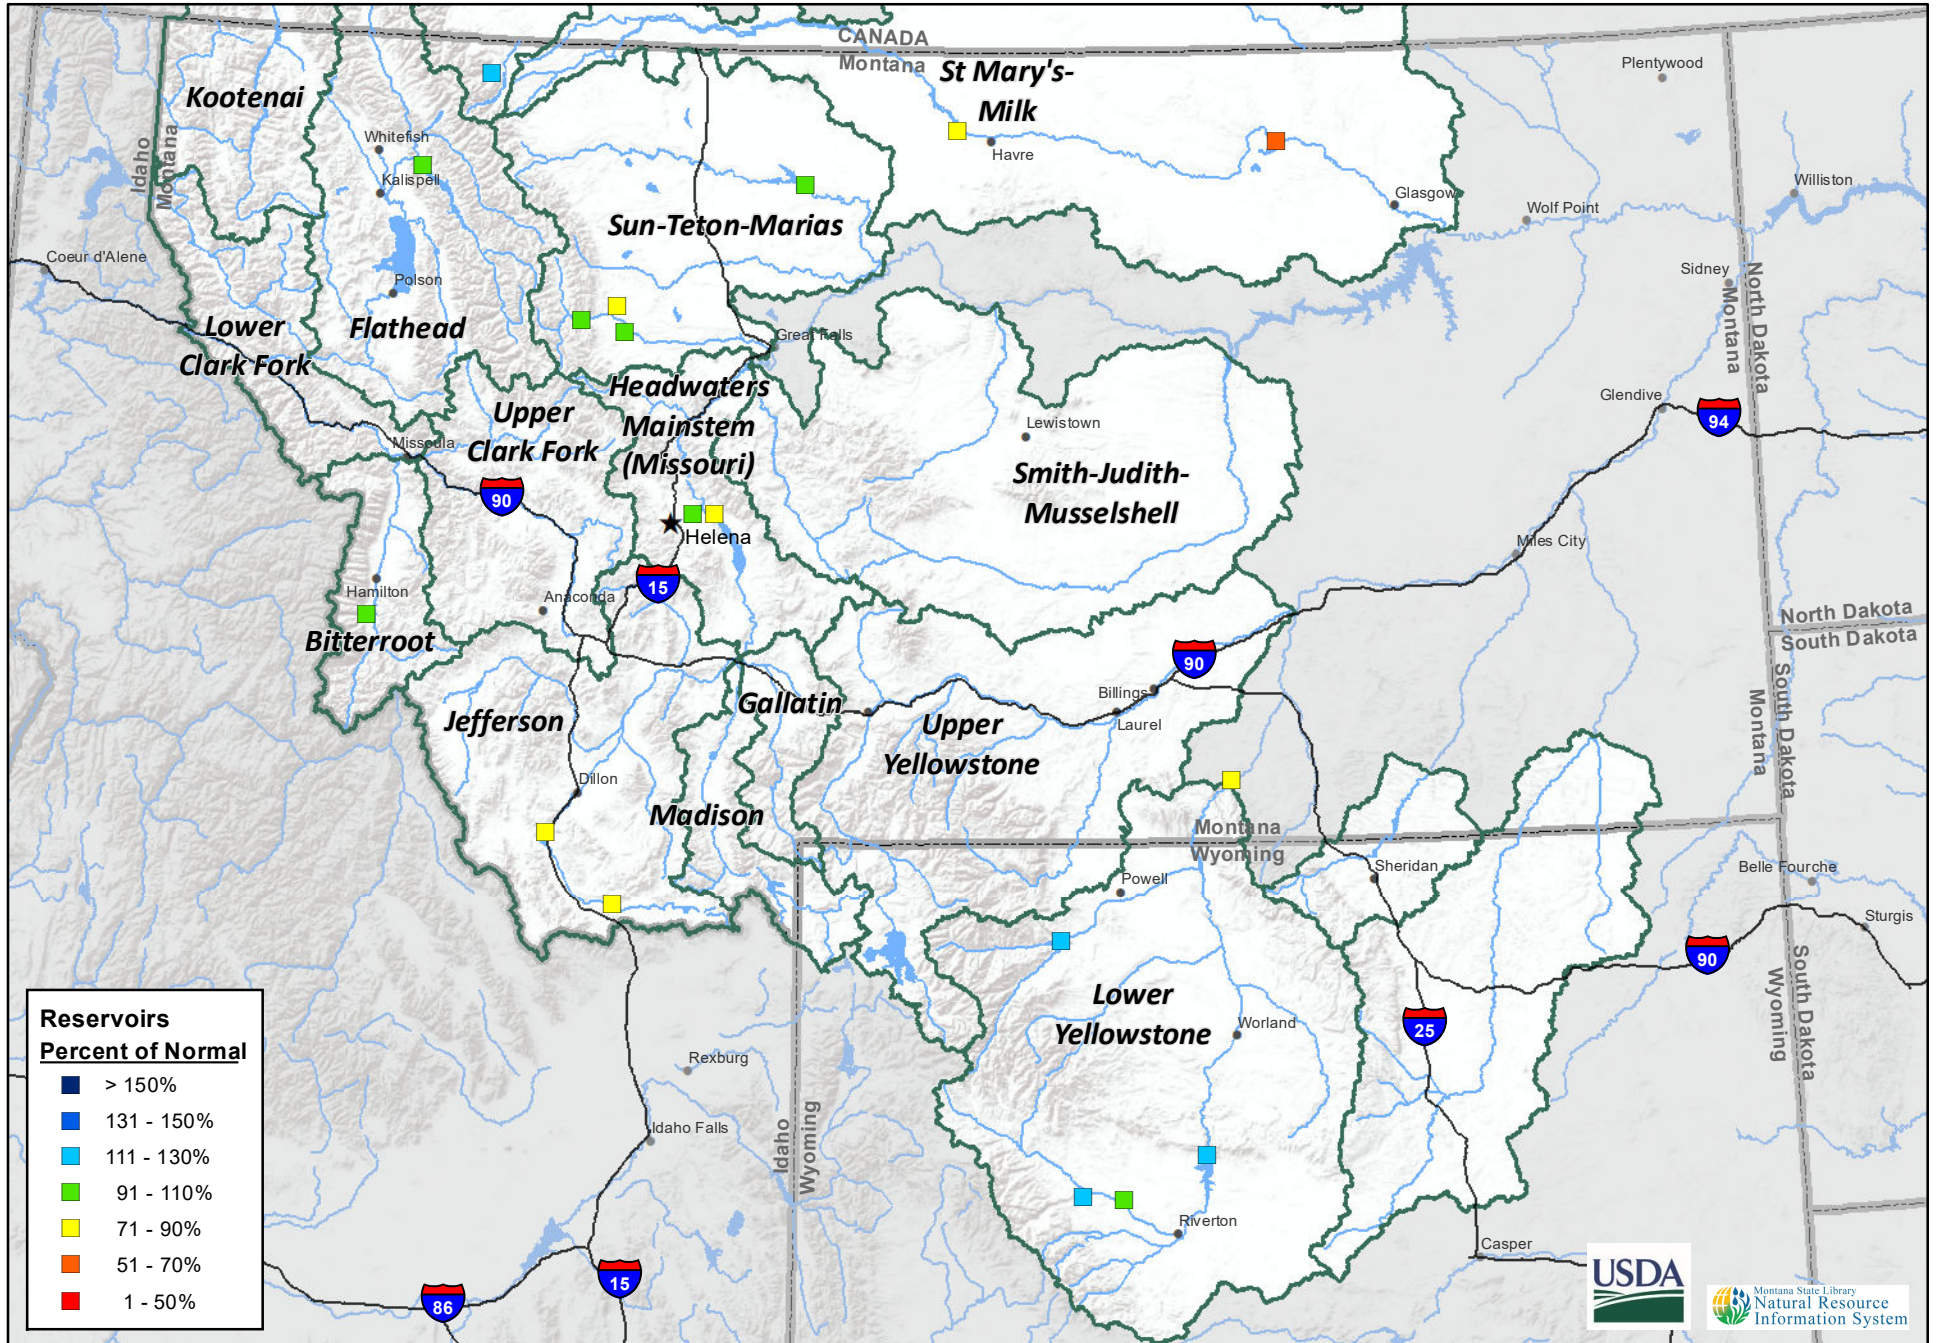 CANADA
Montana
St Mary's-
Milk
Plentywood
Kootenai
Idaho
Montana
Whitefish
Kalispell
Havre
Glasgow
Williston
Wolf Point
Sun-Teton-Marias
Coeur d'Alene
Polson
Sidney
Montana
North Dakota
Lower
Clark Fork
Flathead
Great Falls
Headwaters
Mainstem
(Missouri)
Upper
Clark Fork
Missoula
Lewistown
Glendive
94
Smith-Judith-
Musselshell
90
Helena
Miles City
15
Hamilton
Anaconda
Bitterroot
North Dakota
South Dakota
90
Billings
Laurel
Jefferson
Gallatin
Upper
Yellowstone
Montana
South Dakota
Dillon
Madison
Montana
Wyoming
Powell
Sheridan
Belle Fourche
Sturgis
90
South Dakota
Wyoming
Lower
Yellowstone
Worland
25
Rexburg
Idaho Falls
Idaho
Wyoming
Riverton
Casper
15
86
Reservoirs
Percent of Normal
> 150%
131 - 150%
111 - 130%
91 - 110%
71 - 90%
51 - 70%
1 - 50%
USDA
Montana State Library
Natural Resource
Information System